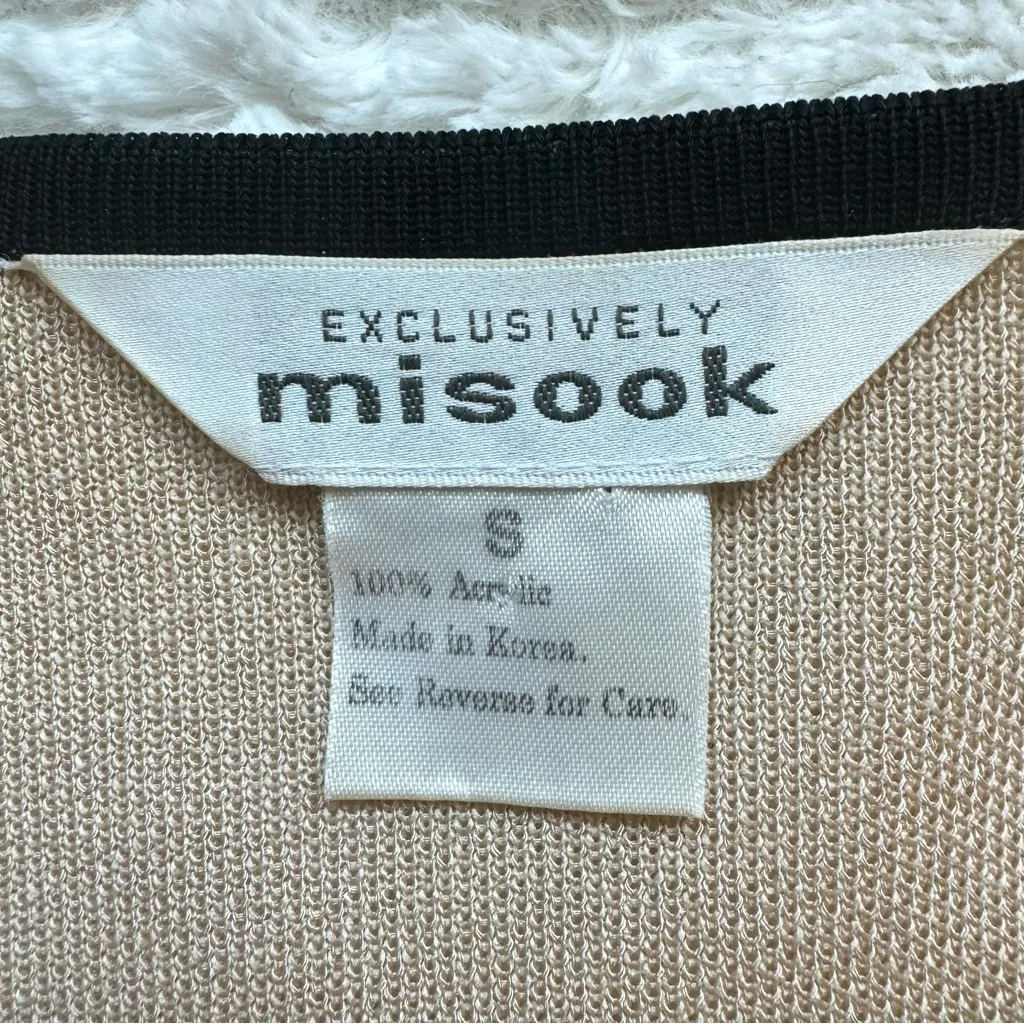 EXCLUSIVELY
misook
S
100% Acrylic
Made in Korea.
See Reverse for Care.